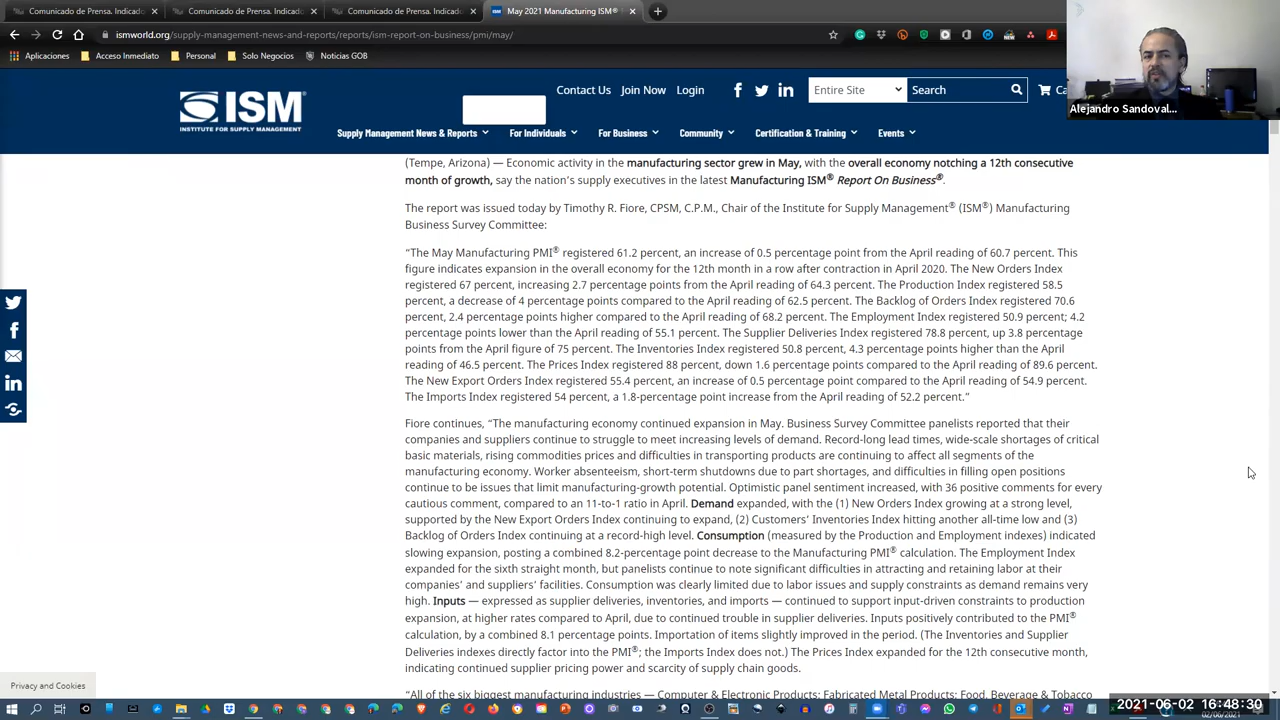 Comunicado de Prensa. Indicado
Comunicado de Prensa. Indicado
Comunicado de Prensa. Indicado
May 2021 Manufacturing ISM®
ismworld.org/supply-management-news-and-reports/reports/ism-report-on-business/pmi/may/
Aplicaciones
Acceso Inmediato
Personal
Solo Negocios
Noticias GOB
Alejandro Sandoval...
ISM
INSTITUTE FOR SUPPLY MANAGEMENT
Contact Us
Join Now
Login
Entire Site
Search
Supply Management News & Reports
For Individuals
For Business
Community
Certification & Training
Events
(Tempe, Arizona) — Economic activity in the manufacturing sector grew in May, with the overall economy notching a 12th consecutive
month of growth, say the nation's supply executives in the latest Manufacturing ISM® Report On Business®.
The report was issued today by Timothy R. Fiore, CPSM, C.P.M., Chair of the Institute for Supply Management® (ISM®) Manufacturing
Business Survey Committee:
“The May Manufacturing PMI® registered 61.2 percent, an increase of 0.5 percentage point from the April reading of 60.7 percent. This
figure indicates expansion in the overall economy for the 12th month in a row after contraction in April 2020. The New Orders Index
registered 67 percent, increasing 2.7 percentage points from the April reading of 64.3 percent. The Production Index registered 58.5
percent, a decrease of 4 percentage points compared to the April reading of 62.5 percent. The Backlog of Orders Index registered 70.6
percent, 2.4 percentage points higher compared to the April reading of 68.2 percent. The Employment Index registered 50.9 percent; 4.2
percentage points lower than the April reading of 55.1 percent. The Supplier Deliveries Index registered 78.8 percent, up 3.8 percentage
points from the April figure of 75 percent. The Inventories Index registered 50.8 percent, 4.3 percentage points higher than the April
reading of 46.5 percent. The Prices Index registered 88 percent, down 1.6 percentage points compared to the April reading of 89.6 percent.
The New Export Orders Index registered 55.4 percent, an increase of 0.5 percentage point compared to the April reading of 54.9 percent.
The Imports Index registered 54 percent, a 1.8-percentage point increase from the April reading of 52.2 percent.”
Fiore continues, “The manufacturing economy continued expansion in May. Business Survey Committee panelists reported that their
companies and suppliers continue to struggle to meet increasing levels of demand. Record-long lead times, wide-scale shortages of critical
basic materials, rising commodities prices and difficulties in transporting products are continuing to affect all segments of the
manufacturing economy. Worker absenteeism, short-term shutdowns due to part shortages, and difficulties in filling open positions
continue to be issues that limit manufacturing-growth potential. Optimistic panel sentiment increased, with 36 positive comments for every
cautious comment, compared to an 11-to-1 ratio in April. Demand expanded, with the (1) New Orders Index growing at a strong level,
supported by the New Export Orders Index continuing to expand, (2) Customers' Inventories Index hitting another all-time low and (3)
Backlog of Orders Index continuing at a record-high level. Consumption (measured by the Production and Employment indexes) indicated
slowing expansion, posting a combined 8.2-percentage point decrease to the Manufacturing PMI® calculation. The Employment Index
expanded for the sixth straight month, but panelists continue to note significant difficulties in attracting and retaining labor at their
companies' and suppliers' facilities. Consumption was clearly limited due to labor issues and supply constraints as demand remains very
high. Inputs — expressed as supplier deliveries, inventories, and imports — continued to support input-driven constraints to production
expansion, at higher rates compared to April, due to continued trouble in supplier deliveries. Inputs positively contributed to the PMI®
calculation, by a combined 8.1 percentage points. Importation of items slightly improved in the period. (The Inventories and Supplier
Deliveries indexes directly factor into the PMI®; the Imports Index does not.) The Prices Index expanded for the 12th consecutive month,
indicating continued supplier pricing power and scarcity of supply chain goods.
“All of the six biggest manufacturing industries — Computer & Electronic Products; Fabricated Metal Products; Food, Beverage & Tobacco
Privacy and Cookies
2021-06-02 16:48:30
02/06/2021